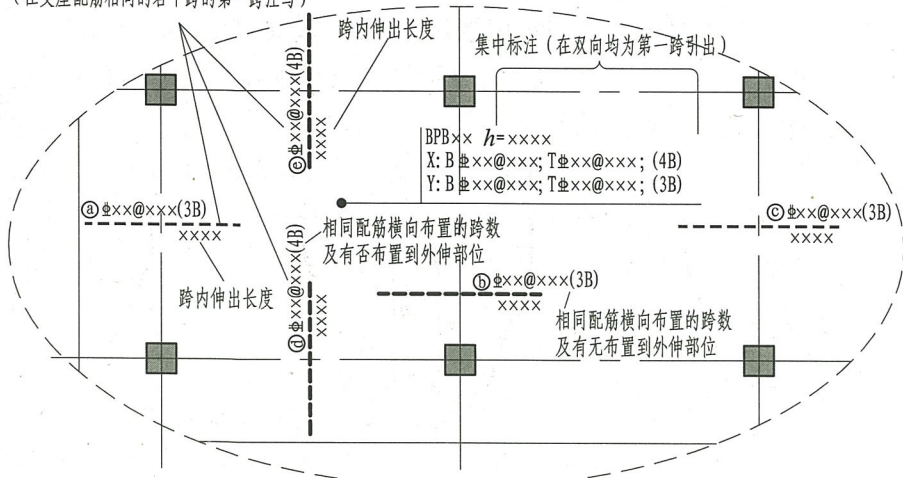 (在支座配筋相同的若干跨的第一跨注写)
跨内伸出长度
集中标注(在双向均为第一跨引出)
ⓔ⏀××@×××(4B)
××××
BPB×× h=××××
X: B⏀××@×××; T⏀××@×××; (4B)
Y: B⏀××@×××; T⏀××@×××; (3B)
ⓐ⏀××@×××(3B)
××××
跨内伸出长度
ⓓ⏀××@×××(4B)
××××
相同配筋横向布置的跨数
及有否布置到外伸部位
ⓒ⏀××@×××(3B)
××××
ⓑ⏀××@×××(3B)
××××
相同配筋横向布置的跨数
及有无布置到外伸部位